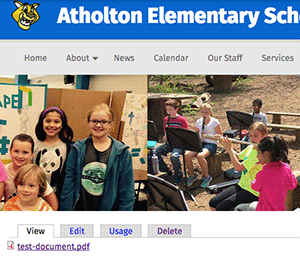 Atholton Elementary Sch
Home About News Calendar Our Staff Services
View Edit Usage Delete
test-document.pdf